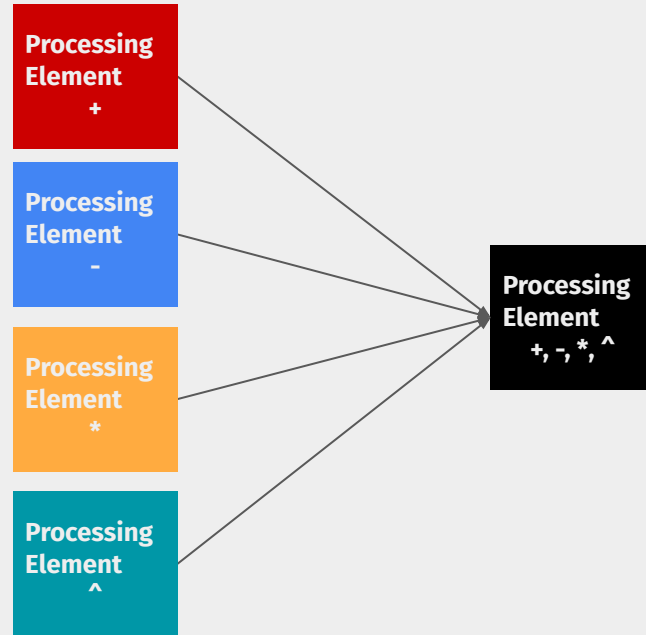 Processing
Element
+
Processing
Element
-
Processing
Element
*
Processing
Element
^
Processing
Element
+, -, *, ^